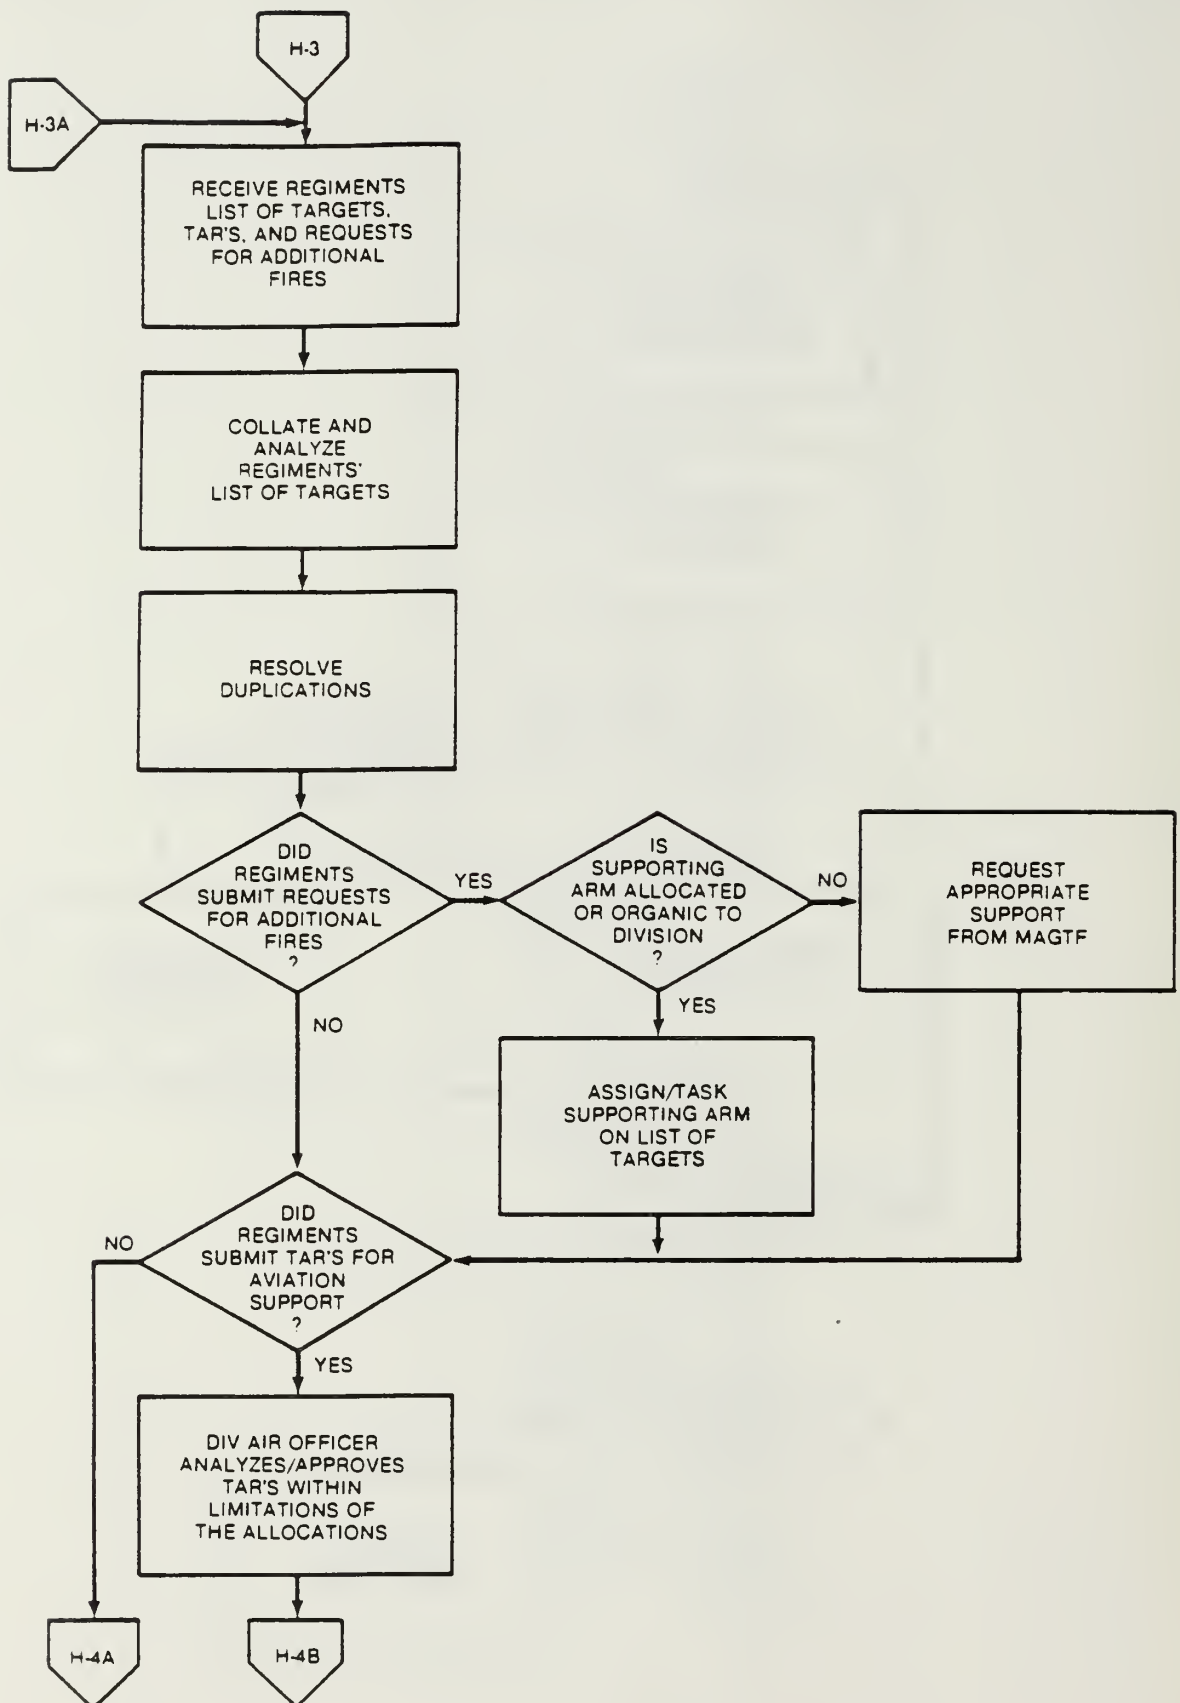 H-3
H-3A
RECEIVE REGIMENTS
LIST OF TARGETS,
TAR'S, AND REQUESTS
FOR ADDITIONAL
FIRES
COLLATE AND
ANALYZE
REGIMENTS'
LIST OF TARGETS
RESOLVE
DUPLICATIONS
DID
REGIMENTS
SUBMIT REQUESTS
FOR ADDITIONAL
FIRES
?
YES
IS
SUPPORTING
ARM ALLOCATED
OR ORGANIC TO
DIVISION
?
NO
REQUEST
APPROPRIATE
SUPPORT
FROM MAGTF
NO
YES
ASSIGN/TASK
SUPPORTING ARM
ON LIST OF
TARGETS
DID
REGIMENTS
SUBMIT TAR'S FOR
AVIATION
SUPPORT
?
NO
YES
DIV AIR OFFICER
ANALYZES/APPROVES
TAR'S WITHIN
LIMITATIONS OF
THE ALLOCATIONS
H-4A
H-4B